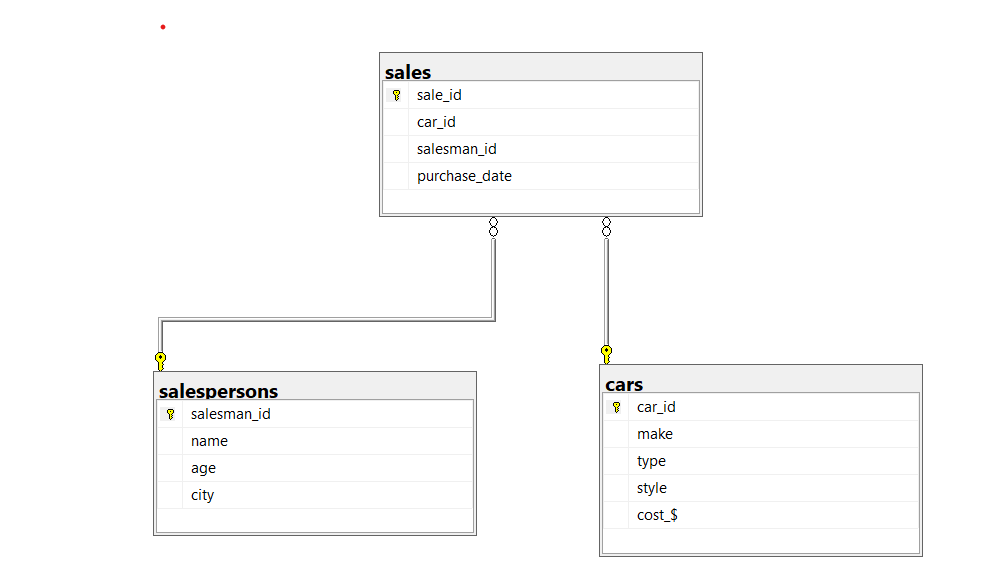 sales
sale_id
car_id
salesman_id
purchase_date
salespersons
salesman_id
name
age
city
cars
car_id
make
type
style
cost_$